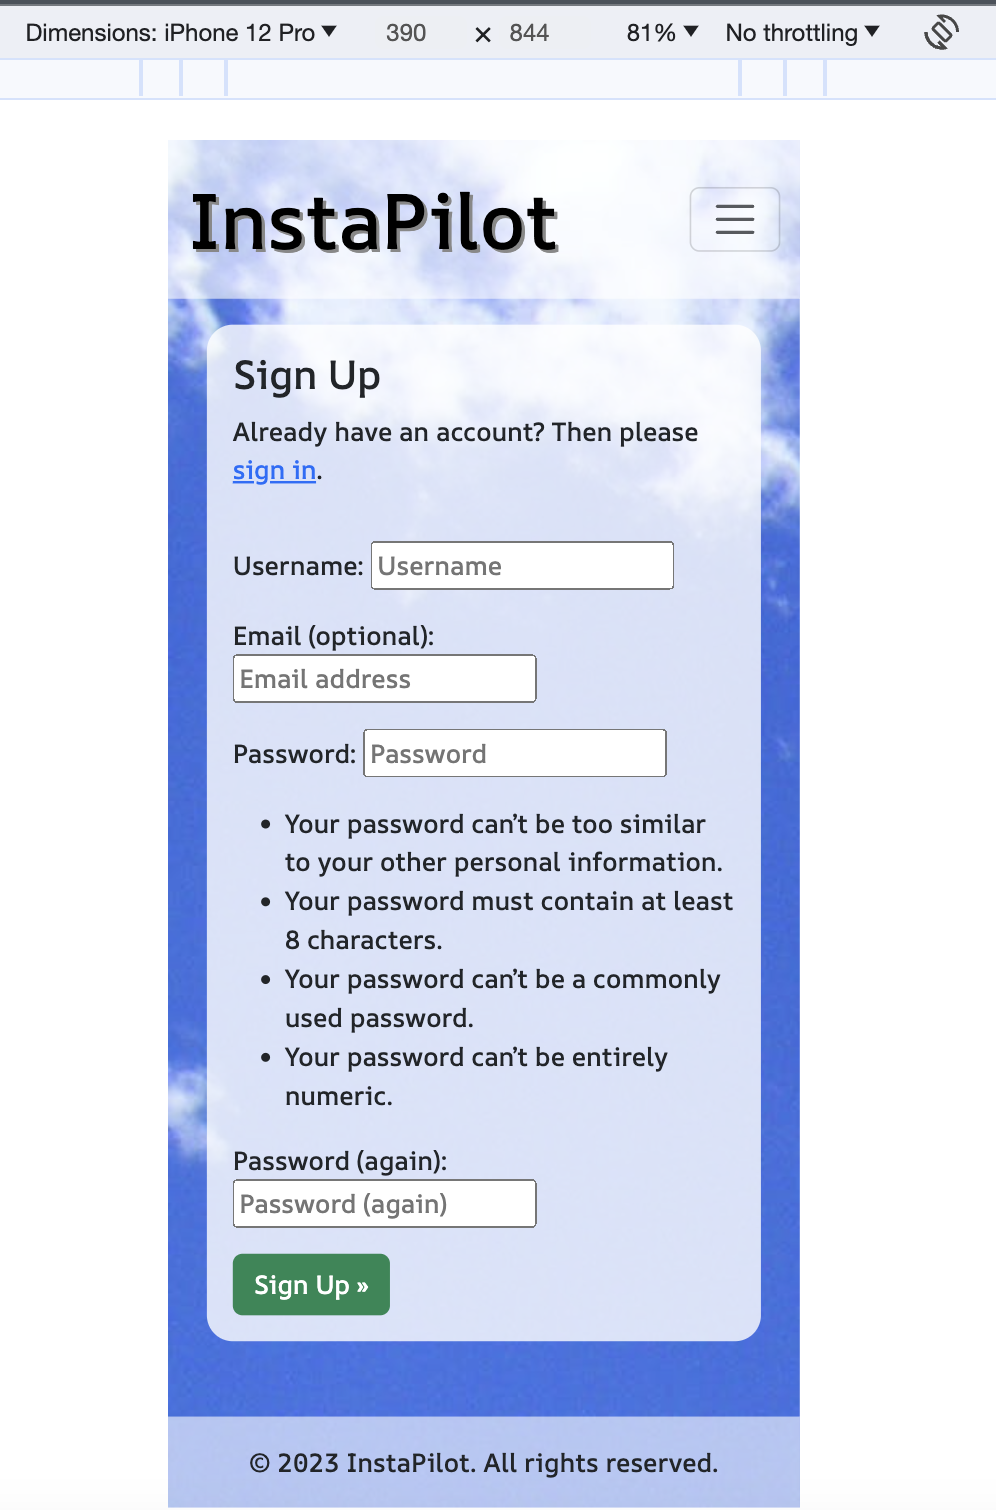 Dimensions: iPhone 12 Pro ▼ 390 × 844 81% ▼ No throttling ▼
InstaPilot
Sign Up
Already have an account? Then please
sign in.
Username: Username
Email (optional):
Email address
Password: Password
• Your password can’t be too similar
to your other personal information.
• Your password must contain at least
8 characters.
• Your password can’t be a commonly
used password.
• Your password can’t be entirely
numeric.
Password (again):
Password (again)
Sign Up »
© 2023 InstaPilot. All rights reserved.